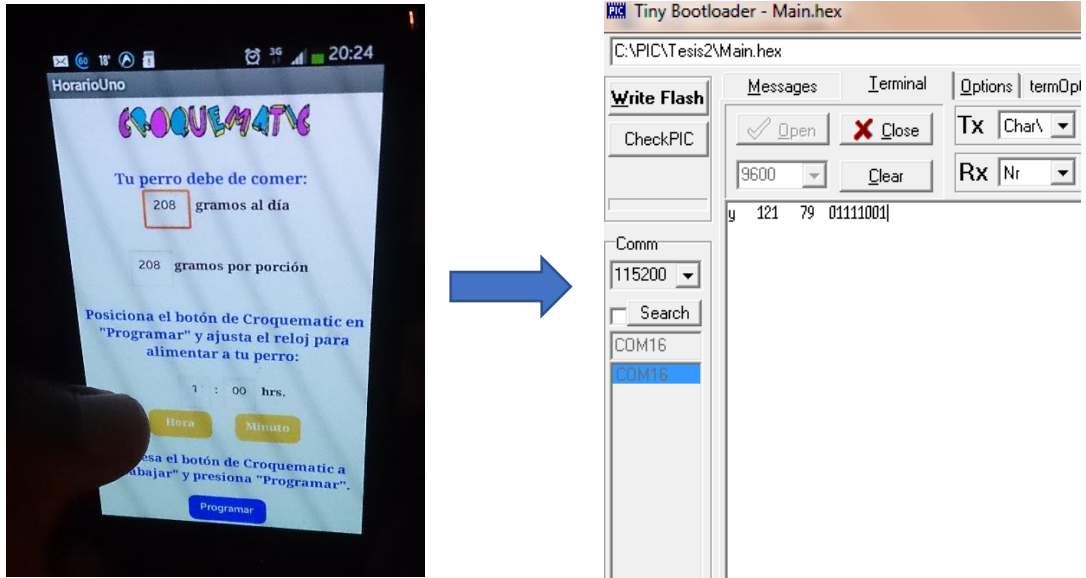 60 18° 3G 20:24
HorarioUno
CROQUEMATIC
Tu perro debe de comer:
208 gramos al día
208 gramos por porción
Posiciona el botón de Croquematic en
"Programar" y ajusta el reloj para
alimentar a tu perro:
1 : 00 hrs.
Hora Minuto
esa el botón de Croquematic a
abajar" y presiona "Programar".
Programar
PIC Tiny Bootloader - Main.hex
C:\PIC\Tesis2\Main.hex
Write Flash
CheckPIC
Messages Terminal Options termOpt
Open Close Tx Char\
9600 Clear Rx Nr
y 121 79 01111001
Comm
115200
Search
COM16
COM16